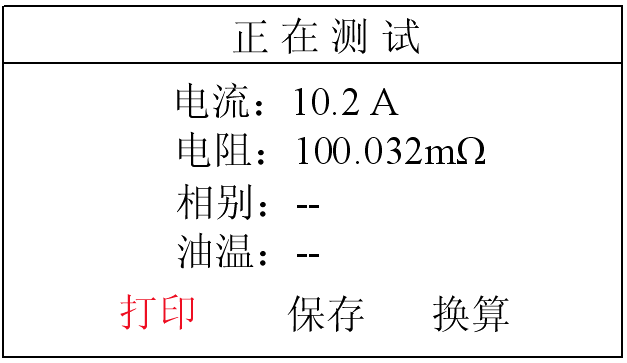 正在测试
电流：10.2 A
电阻：100.032mΩ
相别：--
油温：--
打印 保存 换算